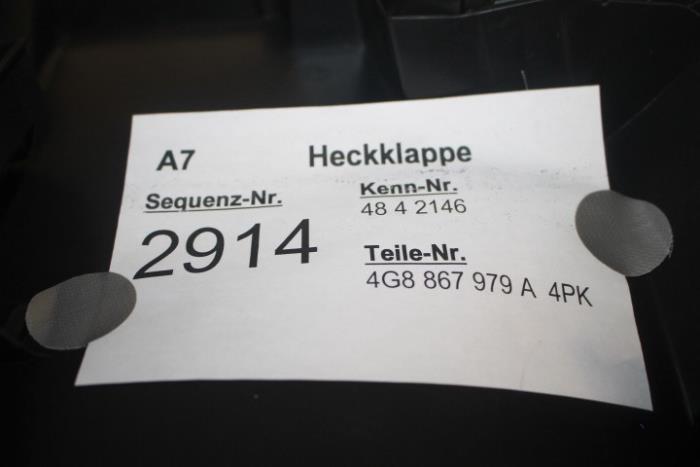 A7 Heckklappe
Sequenz-Nr. Kenn-Nr.
2914 48 4 2146
Teile-Nr.
4G8 867 979 A 4PK